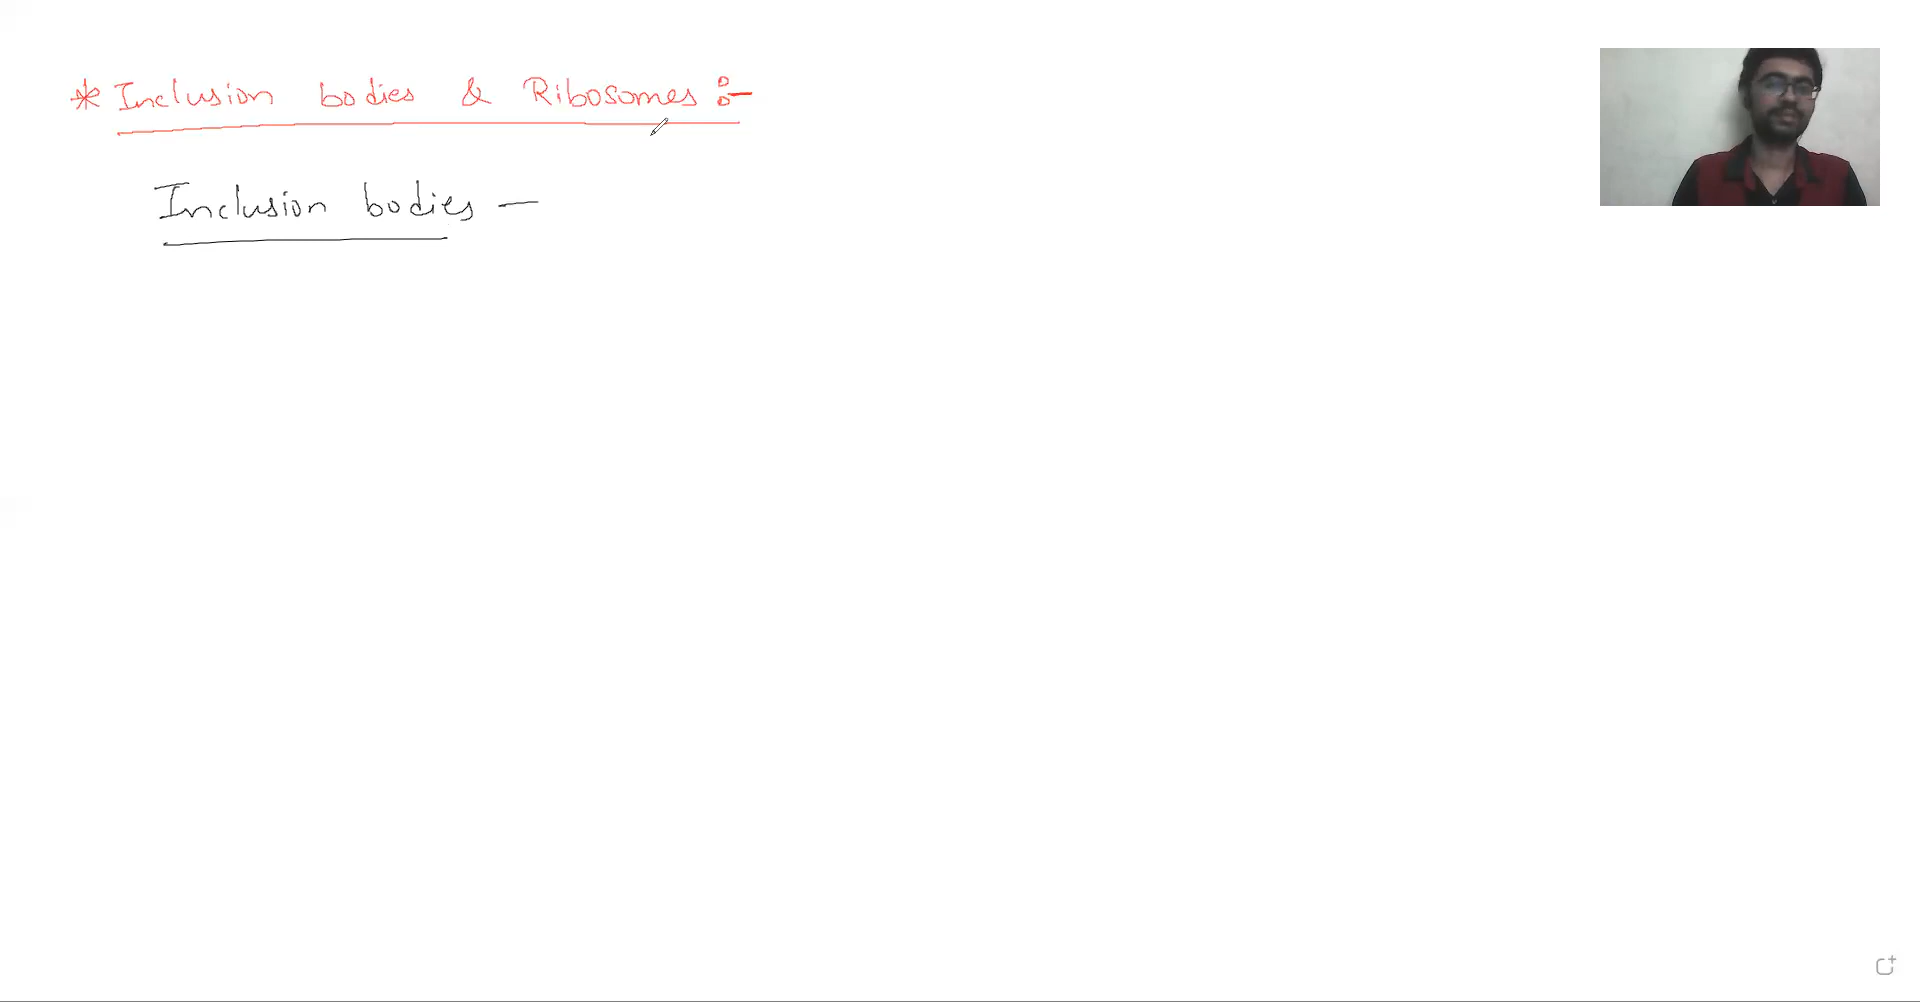 * Inclusion bodies & Ribosomes :-
Inclusion bodies —